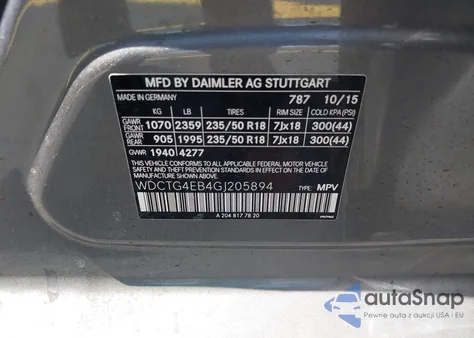 MFD BY DAIMLER AG STUTTGART
MADE IN GERMANY 787 10/15
KG LB TIRES RIM SIZE COLD KPA(PSI)
GAWR FRONT 1070 2359 235/50 R18 7Jx18 300(44)
GAWR REAR 905 1995 235/50 R18 7Jx18 300(44)
GVWR 1940 4277
THIS VEHICLE CONFORMS TO ALL APPLICABLE FEDERAL MOTOR VEHICLE SAFETY, BUMPER AND THEFT PREVENTION STANDARDS IN EFFECT ON THE DATE OF MANUFACTURE SHOWN ABOVE.
WDCTG4EB4GJ205894 TYPE: MPV
A 204 817 78 20
autoSnap
Pewne auta z aukcji USA i EU